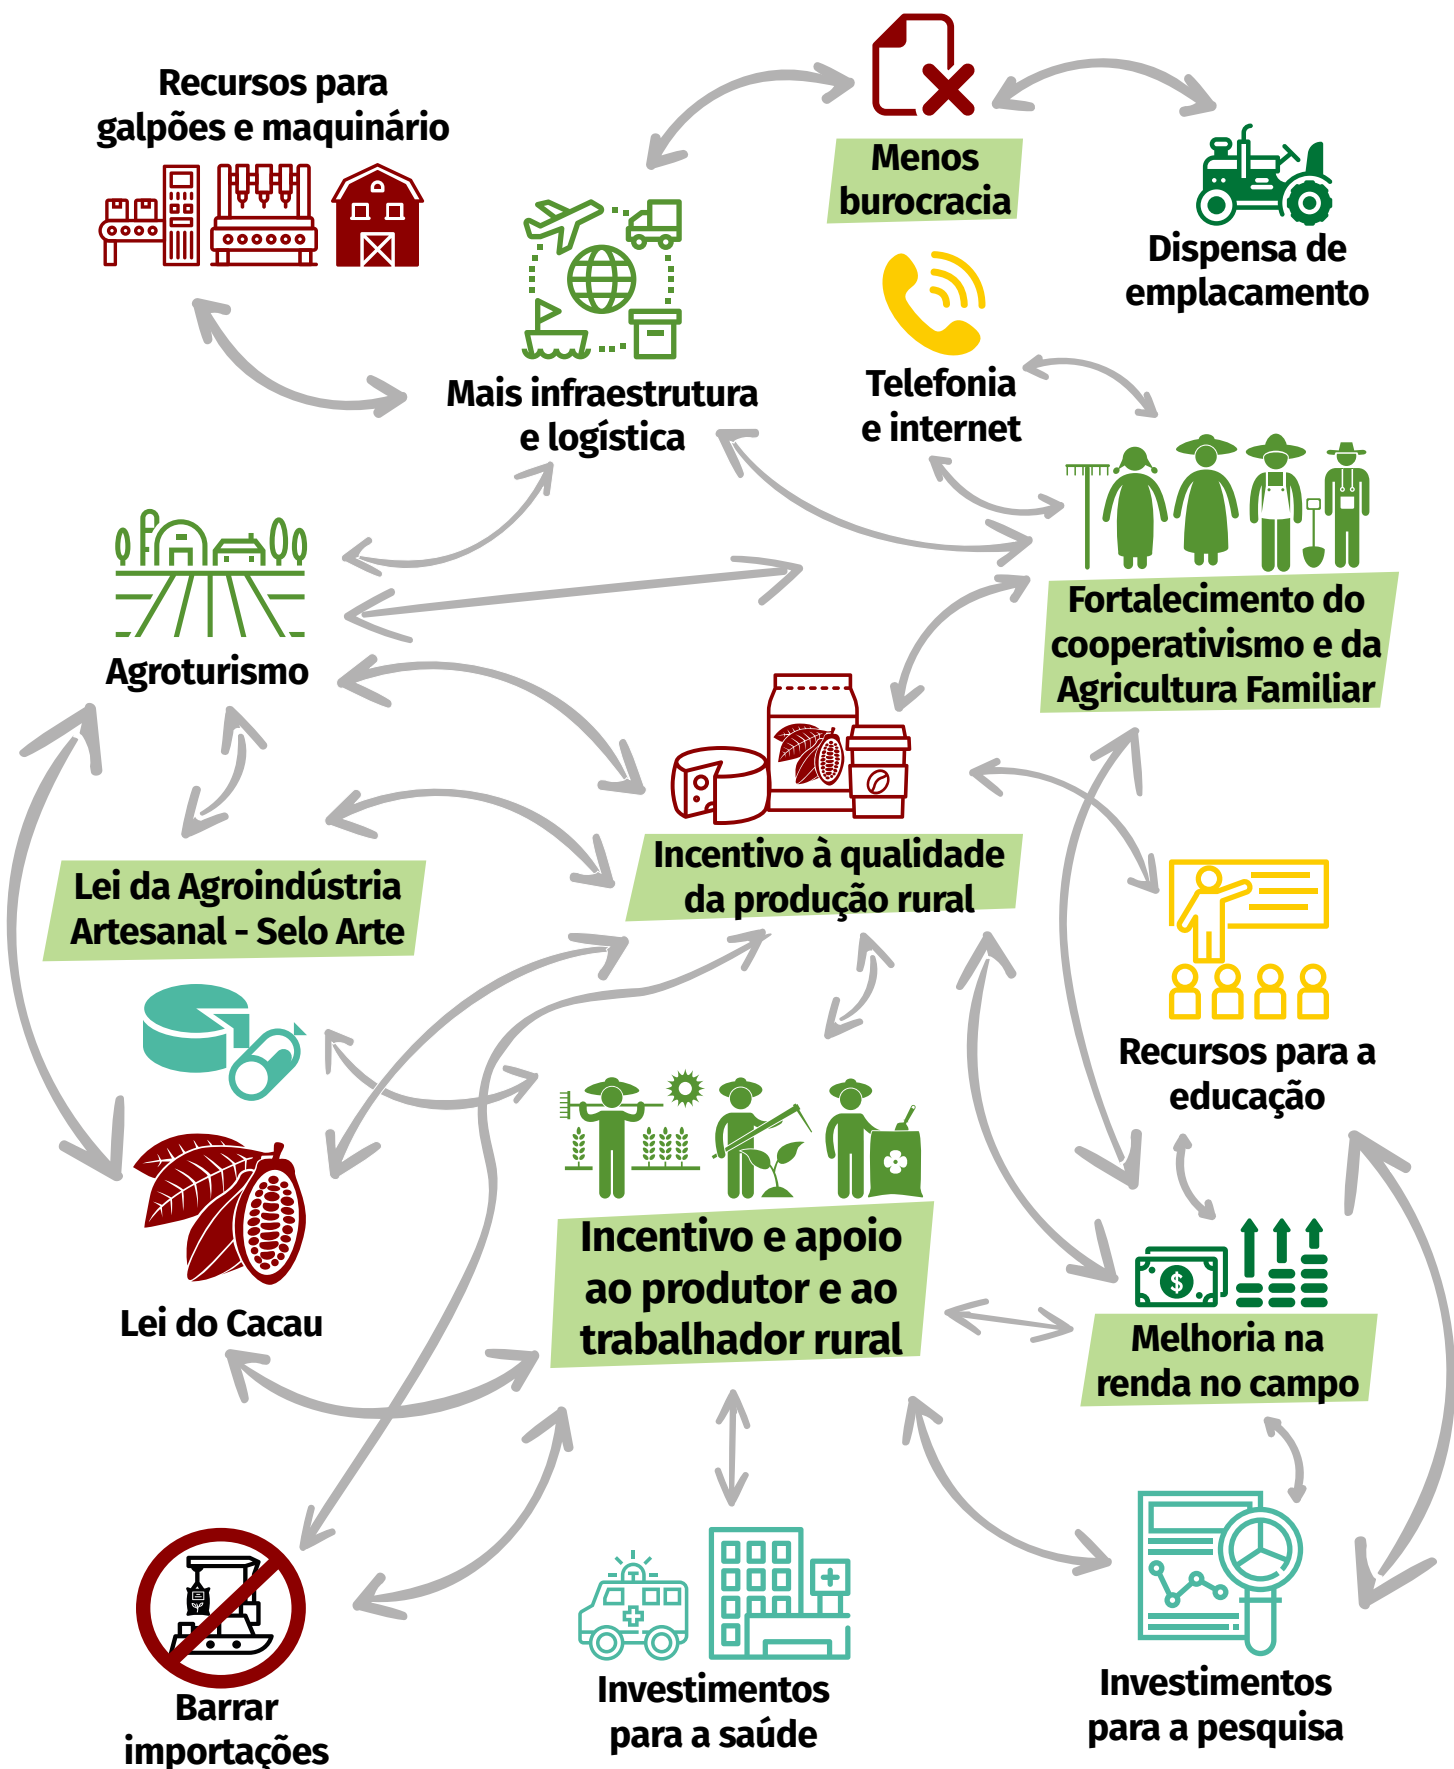 Recursos para
galpões e maquinário
Menos
burocracia
Dispensa de
emplacamento
Mais infraestrutura
e logística
Telefonia
e internet
Fortalecimento do
cooperativismo e da
Agricultura Familiar
Agroturismo
Incentivo à qualidade
da produção rural
Lei da Agroindústria
Artesanal - Selo Arte
Recursos para a
educação
Lei do Cacau
Incentivo e apoio
ao produtor e ao
trabalhador rural
$
Melhoria na
renda no campo
Barrar
importações
Investimentos
para a saúde
Investimentos
para a pesquisa